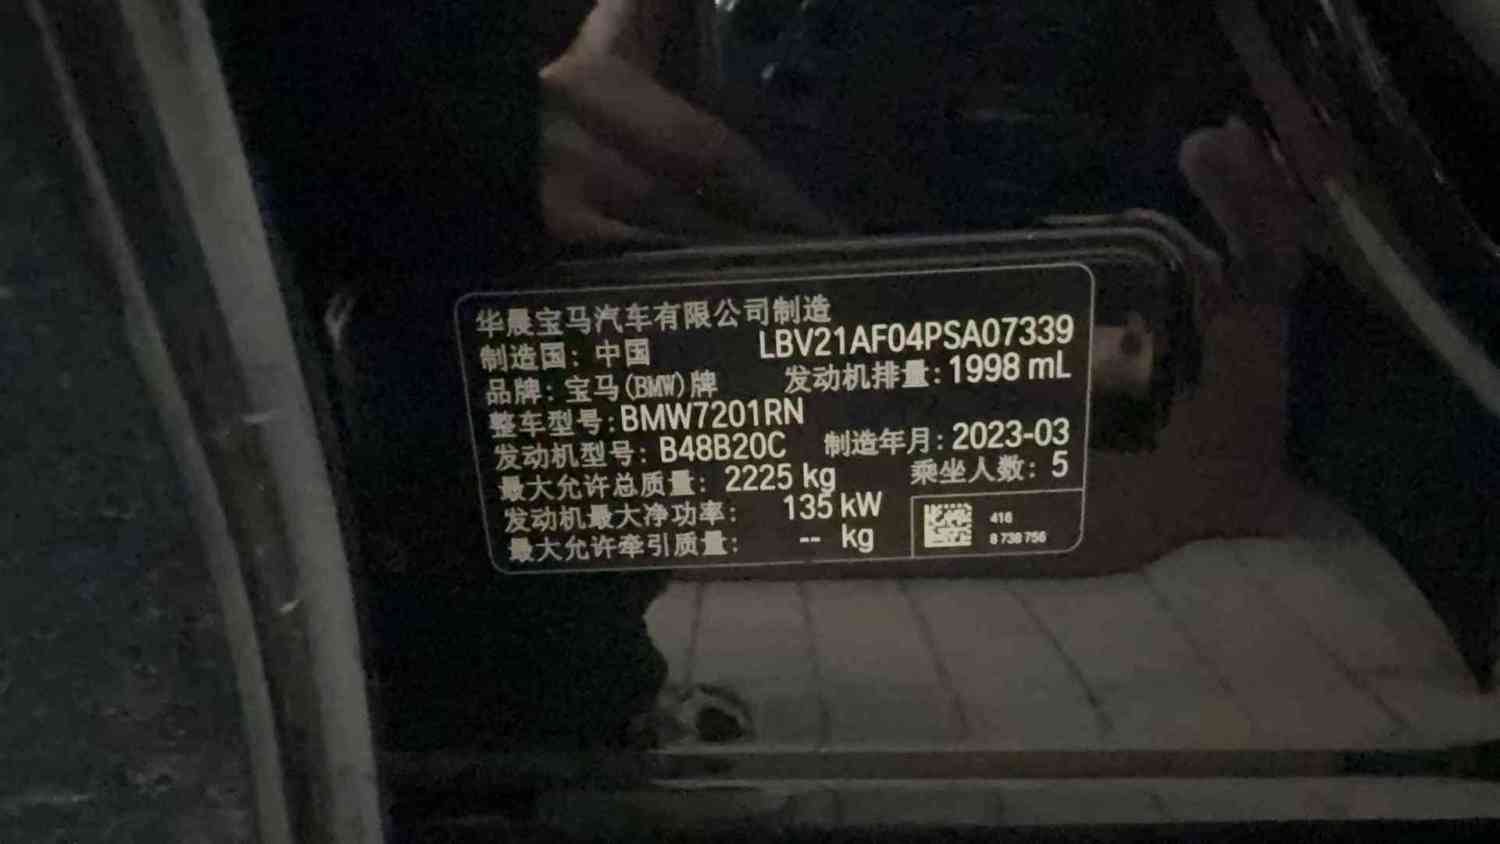 华晨宝马汽车有限公司制造
制造国：中国 LBV21AF04PSA07339
品牌：宝马(BMW)牌 发动机排量：1998 mL
整车型号：BMW7201RN
发动机型号：B48B20C 制造年月：2023-03
最大允许总质量：2225 kg 乘坐人数：5
发动机最大净功率：135 kW
最大允许牵引质量：-- kg
416
8 738 756